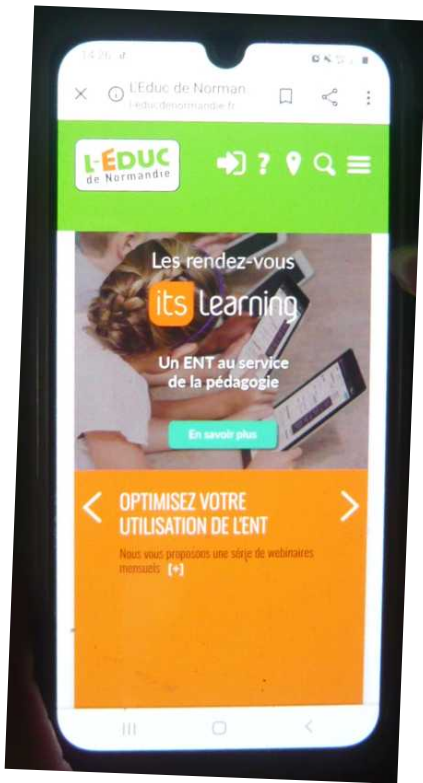 14:26
L'Educ de Norman
l-educdenormandie.fr
L-EDUC
de Normandie
?
Les rendez-vous
its learning
Un ENT au service
de la pédagogie
En savoir plus
OPTIMISEZ VOTRE
UTILISATION DE L'ENT
Nous vous proposons une série de webinaires
mensuels [+]